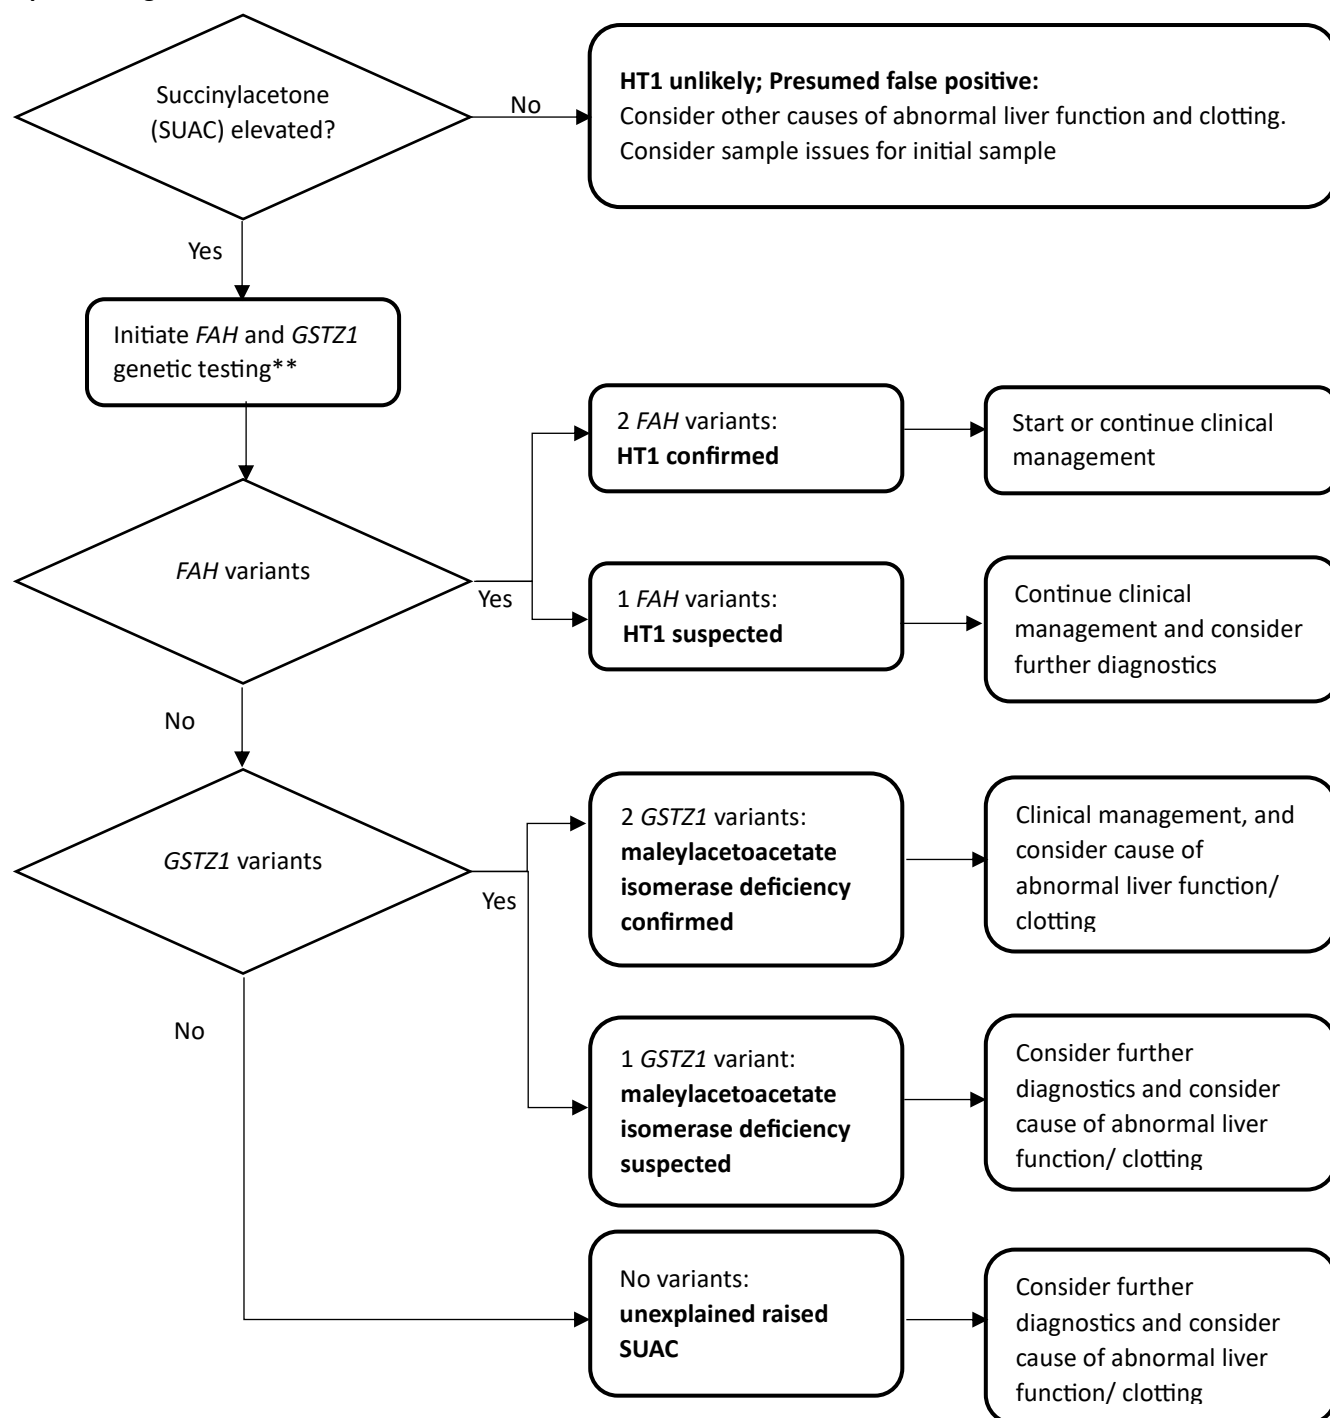 Succinylacetone
(SUAC) elevated?
No
HT1 unlikely; Presumed false positive:
Consider other causes of abnormal liver function and clotting.
Consider sample issues for initial sample
Yes
Initiate FAH and GSTZ1
genetic testing**
2 FAH variants:
HT1 confirmed
Start or continue clinical
management
FAH variants
Yes
1 FAH variants:
HT1 suspected
Continue clinical
management and consider
further diagnostics
No
GSTZ1 variants
Yes
2 GSTZ1 variants:
maleylacetoacetate
isomerase deficiency
confirmed
Clinical management, and
consider cause of
abnormal liver function/
clotting
No
1 GSTZ1 variant:
maleylacetoacetate
isomerase deficiency
suspected
Consider further
diagnostics and consider
cause of abnormal liver
function/ clotting
No variants:
unexplained raised
SUAC
Consider further
diagnostics and consider
cause of abnormal liver
function/ clotting